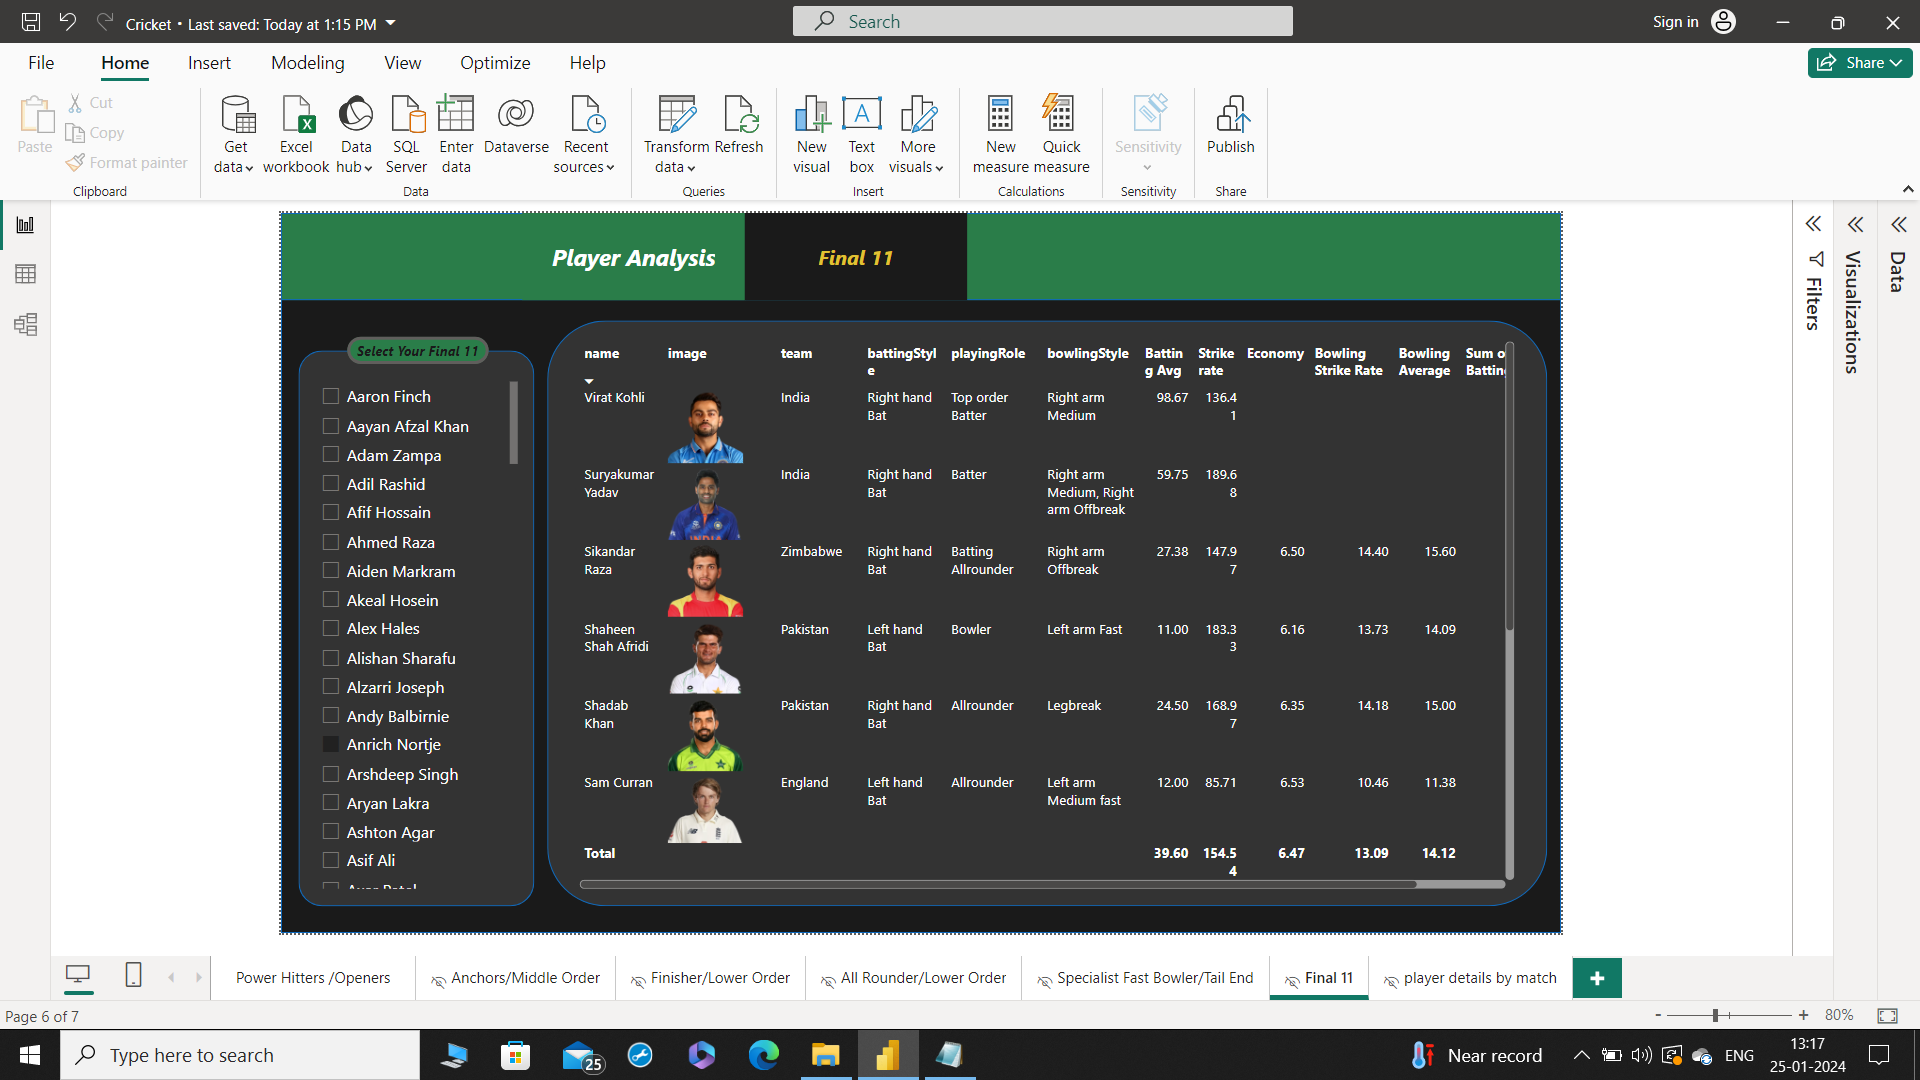 Cricket • Last saved: Today at 1:15 PM
Search
Sign in
File Home Insert Modeling View Optimize Help
Share
Paste
Cut
Copy
Format painter
Clipboard
Get data
Excel workbook
Data hub
SQL Server
Enter data
Dataverse
Recent sources
Data
Transform data
Refresh
Queries
New visual
Text box
More visuals
Insert
New measure
Quick measure
Calculations
Sensitivity
Sensitivity
Publish
Share
Player Analysis
Final 11
Filters
Visualizations
Data
Select Your Final 11
Aaron Finch
Aayan Afzal Khan
Adam Zampa
Adil Rashid
Afif Hossain
Ahmed Raza
Aiden Markram
Akeal Hosein
Alex Hales
Alishan Sharafu
Alzarri Joseph
Andy Balbirnie
Anrich Nortje
Arshdeep Singh
Aryan Lakra
Ashton Agar
Asif Ali
name image team battingStyl playingRole bowlingStyle Battin Strike Economy Bowling Bowling Sum o
e g Avg rate Strike Rate Average Batting
Virat Kohli India Right hand Top order Right arm 98.67 136.4
Bat Batter Medium 1
Suryakumar India Right hand Batter Right arm 59.75 189.6
Yadav Bat Medium, Right 8
arm Offbreak
INDIA
Sikandar Zimbabwe Right hand Batting Right arm 27.38 147.9 6.50 14.40 15.60
Raza Bat Allrounder Offbreak 7
Shaheen Pakistan Left hand Bowler Left arm Fast 11.00 183.3 6.16 13.73 14.09
Shah Afridi Bat 3
Shadab Pakistan Right hand Allrounder Legbreak 24.50 168.9 6.35 14.18 15.00
Khan Bat 7
Sam Curran England Left hand Allrounder Left arm 12.00 85.71 6.53 10.46 11.38
Bat Medium fast
Total 39.60 154.5 6.47 13.09 14.12
4
Power Hitters /Openers Anchors/Middle Order Finisher/Lower Order All Rounder/Lower Order Specialist Fast Bowler/Tail End Final 11 player details by match +
Page 6 of 7
- + 80%
Type here to search
25
Near record
ENG
13:17
25-01-2024